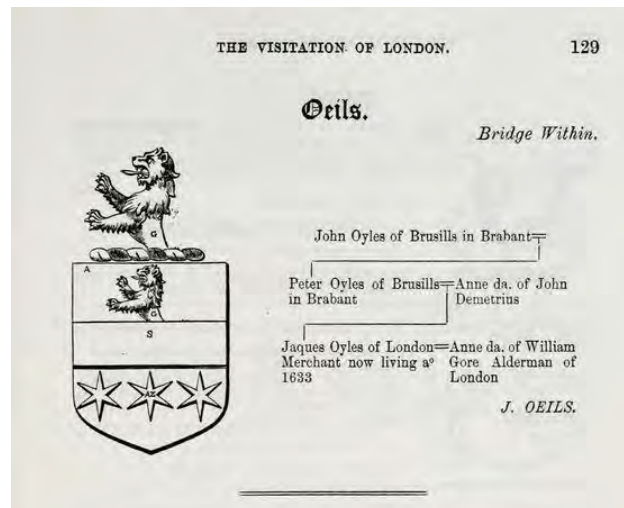 THE VISITATION OF LONDON. 129
Oeils.
Bridge Within.
G
A
G
S
AZ
John Oyles of Brusills in Brabant
Peter Oyles of Brusills=Anne da. of John
in Brabant Demetrius
Jaques Oyles of London=Anne da. of William
Merchant now living aº Gore Alderman of
1633 London
J. OEILS.